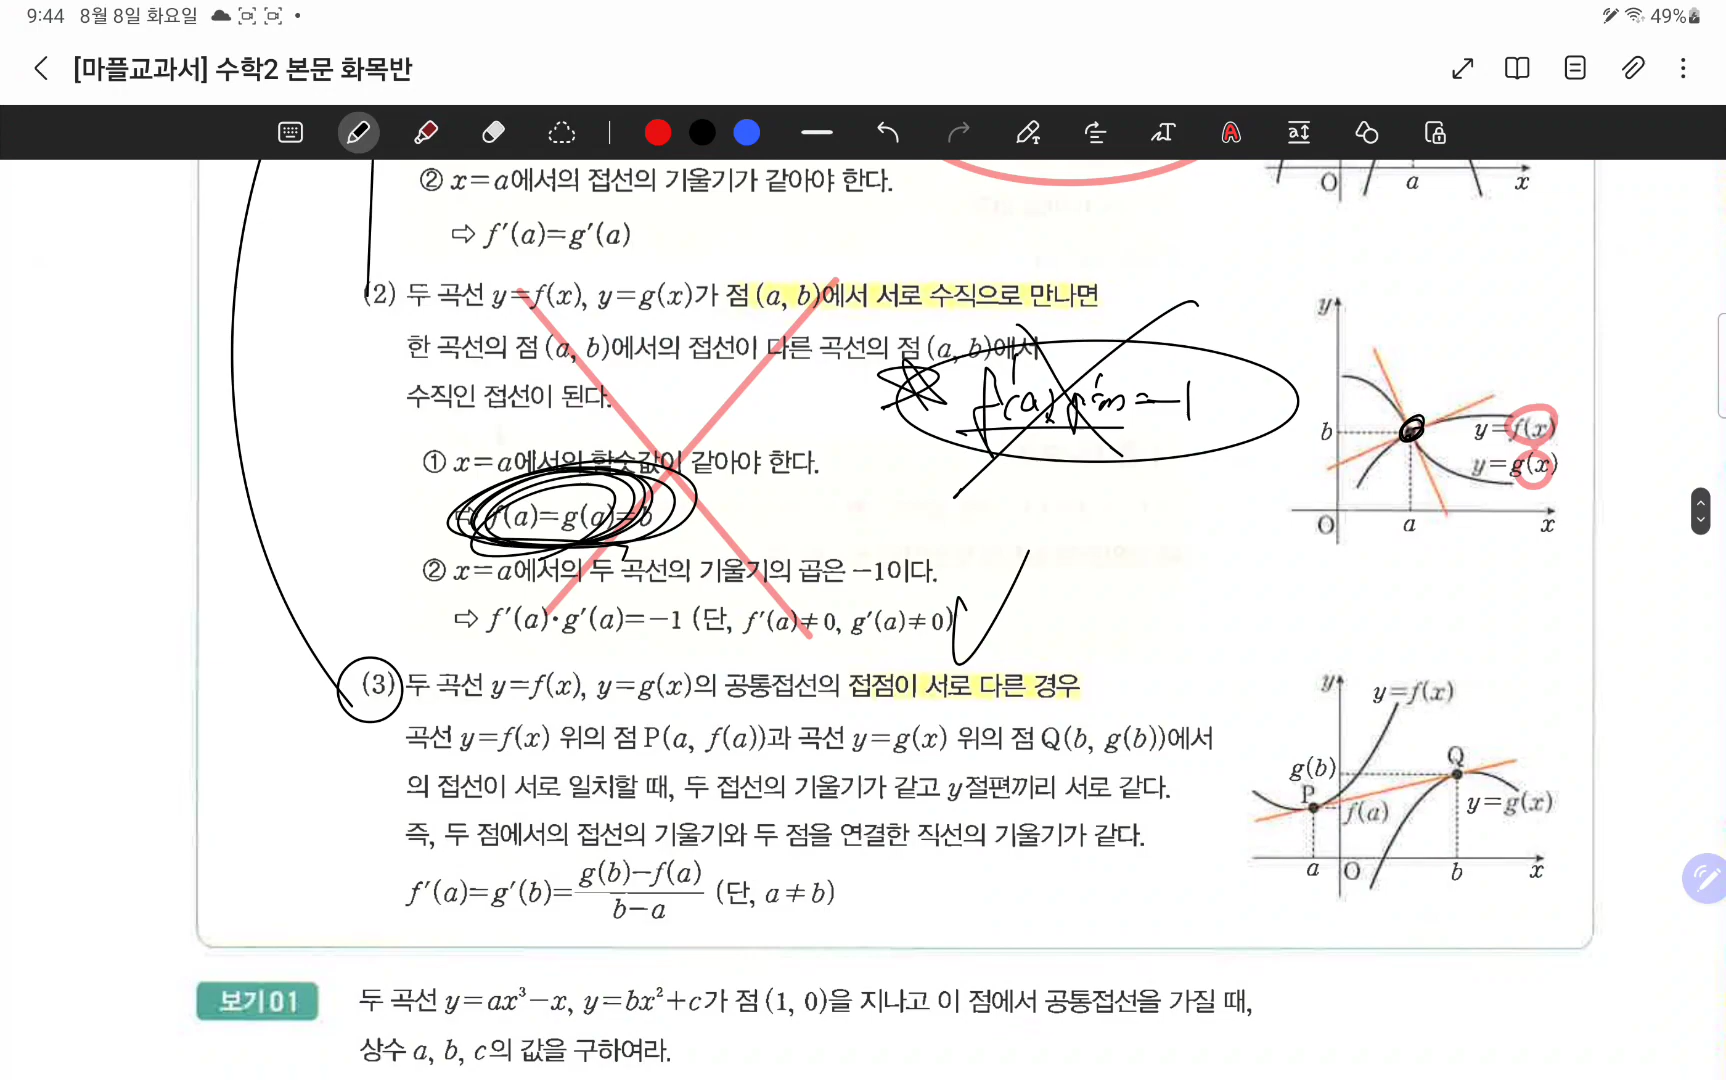 9:44 8월 8일 화요일
49%
[마플교과서] 수학2 본문 화목반
② x=a에서의 접선의 기울기가 같아야 한다.
⇨ f′(a)=g′(a)
O a x
(2) 두 곡선 y=f(x), y=g(x)가 점 (a, b)에서 서로 수직으로 만나면
한 곡선의 점 (a, b)에서의 접선이 다른 곡선의 점 (a, b)에서
수직인 접선이 된다.
① x=a에서의 함숫값이 같아야 한다.
⇨ f(a)=g(a)=b
② x=a에서의 두 곡선의 기울기의 곱은 −1이다.
⇨ f′(a)·g′(a)=−1 (단, f′(a)≠0, g′(a)≠0)
y
b
y=f(x)
y=g(x)
O a x
(3) 두 곡선 y=f(x), y=g(x)의 공통접선의 접점이 서로 다른 경우
곡선 y=f(x) 위의 점 P(a, f(a))과 곡선 y=g(x) 위의 점 Q(b, g(b))에서
의 접선이 서로 일치할 때, 두 접선의 기울기가 같고 y절편끼리 서로 같다.
즉, 두 점에서의 접선의 기울기와 두 점을 연결한 직선의 기울기가 같다.
f′(a)=g′(b)=\frac{g(b)−f(a)}{b−a} (단, a≠b)
y y=f(x)
Q
g(b)
P
f(a) y=g(x)
a O b x
보기 01 두 곡선 y=ax³−x, y=bx²+c가 점 (1, 0)을 지나고 이 점에서 공통접선을 가질 때,
상수 a, b, c의 값을 구하여라.